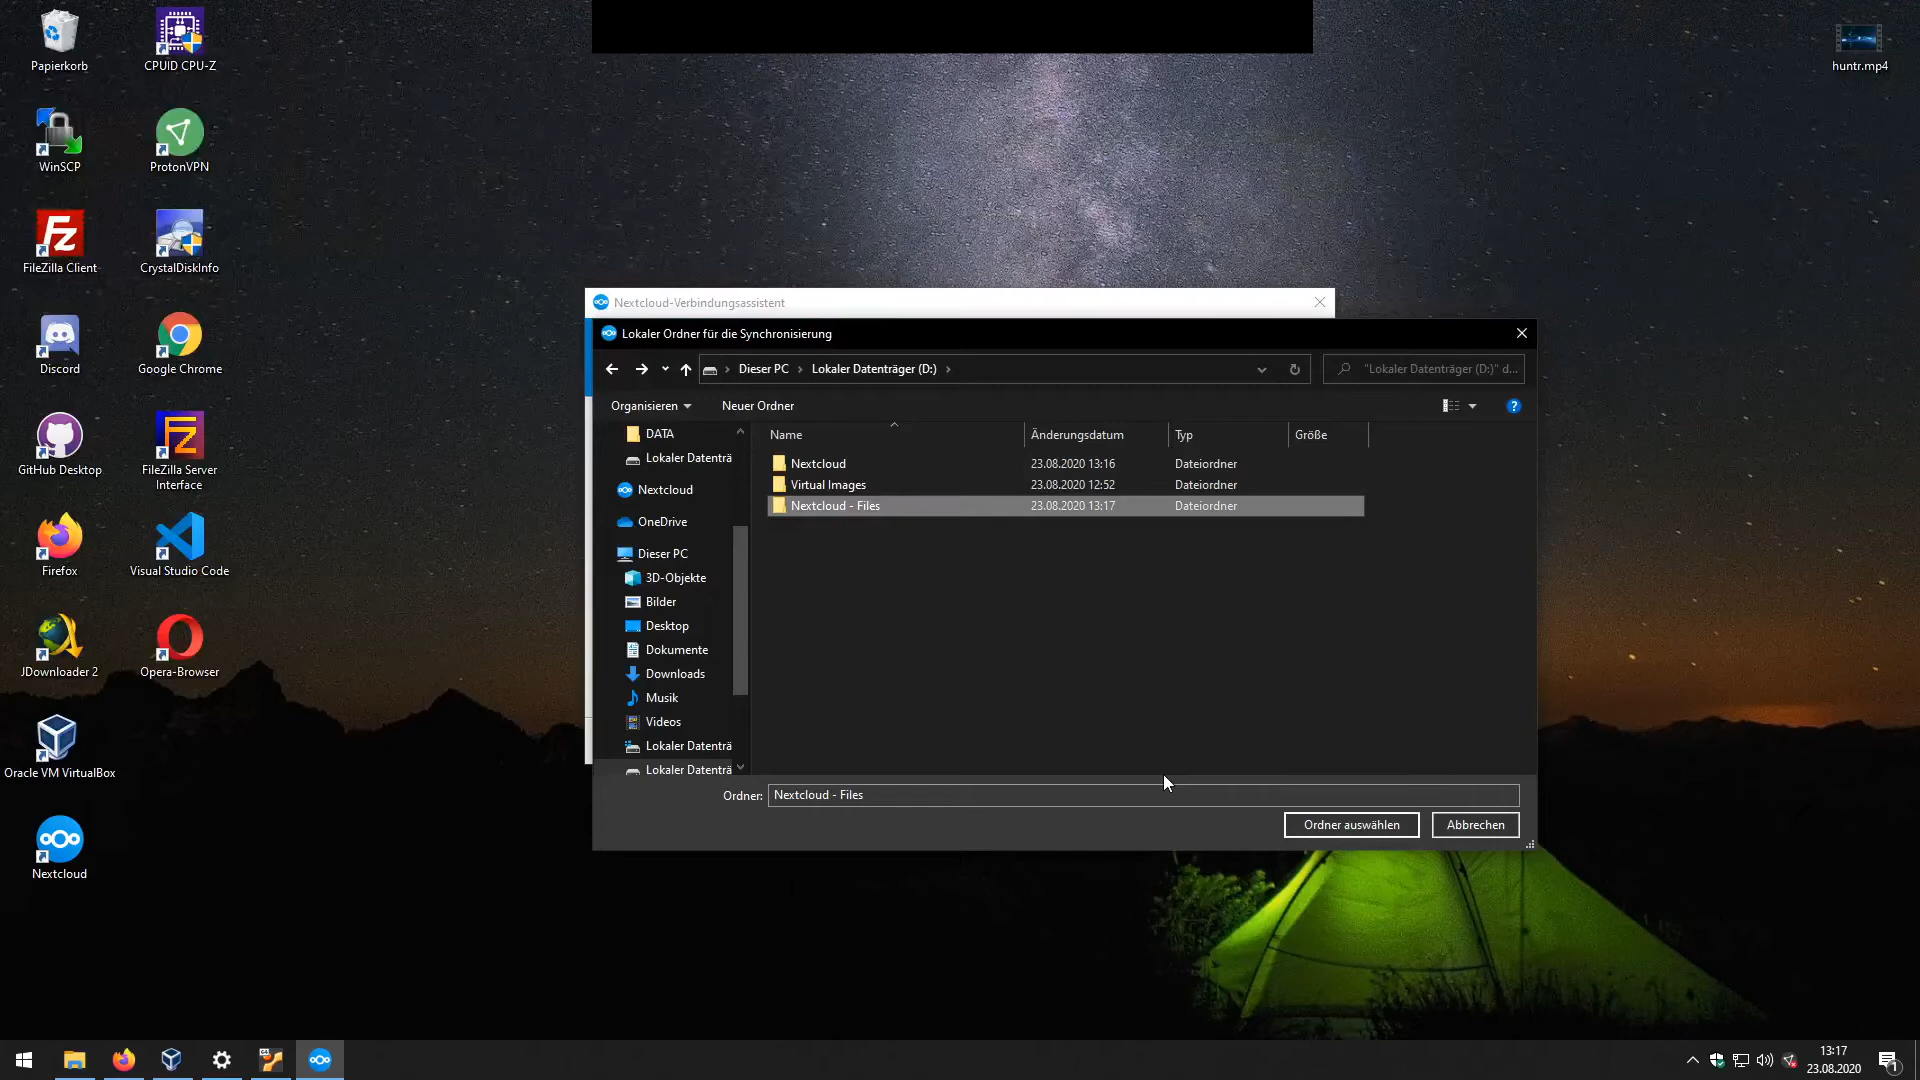 Papierkorb
CPUID CPU-Z
huntr.mp4
WinSCP
ProtonVPN
FileZilla Client
CrystalDiskInfo
Discord
Google Chrome
GitHub Desktop
FileZilla Server
Interface
Firefox
Visual Studio Code
JDownloader 2
Opera-Browser
Oracle VM VirtualBox
Nextcloud
Nextcloud-Verbindungsassistent
Lokaler Ordner für die Synchronisierung
Dieser PC › Lokaler Datenträger (D:) ›
"Lokaler Datenträger (D:)" d...
Organisieren
Neuer Ordner
DATA
Lokaler Datenträ
Nextcloud
OneDrive
Dieser PC
3D-Objekte
Bilder
Desktop
Dokumente
Downloads
Musik
Videos
Lokaler Datenträ
Lokaler Datenträ
Name Änderungsdatum Typ Größe
Nextcloud 23.08.2020 13:16 Dateiordner
Virtual Images 23.08.2020 12:52 Dateiordner
Nextcloud - Files 23.08.2020 13:17 Dateiordner
Ordner: Nextcloud - Files
Ordner auswählen
Abbrechen
13:17
23.08.2020
1